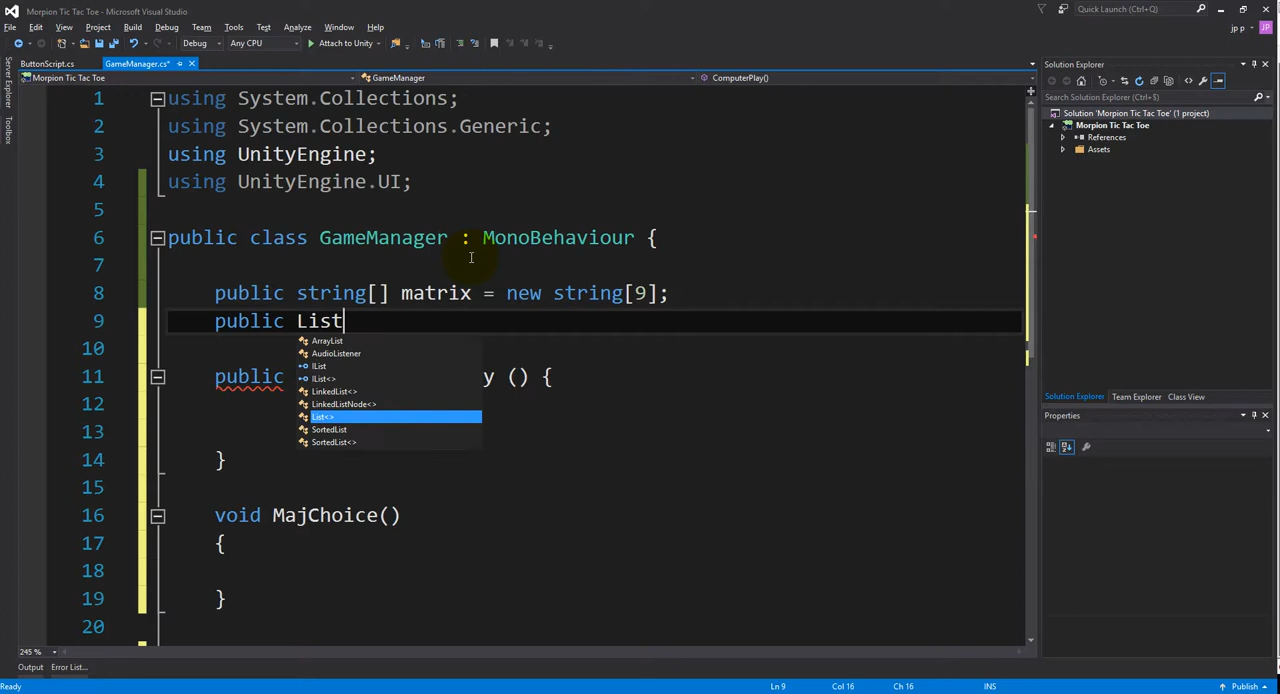 Morpion Tic Tac Toe - Microsoft Visual Studio
Quick Launch (Ctrl+Q)
File Edit View Project Build Debug Team Tools Test Analyze Window Help
jp p JP
Debug Any CPU Attach to Unity
ButtonScript.cs GameManager.cs*
Morpion Tic Tac Toe GameManager ComputerPlay()
Server Explorer
Toolbox
1 using System.Collections;
2 using System.Collections.Generic;
3 using UnityEngine;
4 using UnityEngine.UI;
5
6 public class GameManager : MonoBehaviour {
7
8 public string[] matrix = new string[9];
9 public List
10
ArrayList
AudioListener
IList
IList<>
LinkedList<>
LinkedListNode<>
List<>
SortedList
SortedList<>
11 public y () {
12
13
14 }
15
16 void MajChoice()
17 {
18
19 }
20
245 %
Solution Explorer
Search Solution Explorer (Ctrl+$)
Solution 'Morpion Tic Tac Toe' (1 project)
Morpion Tic Tac Toe
References
Assets
Solution Explorer Team Explorer Class View
Properties
Output Error List...
Ready Ln 9 Col 16 Ch 16 INS Publish